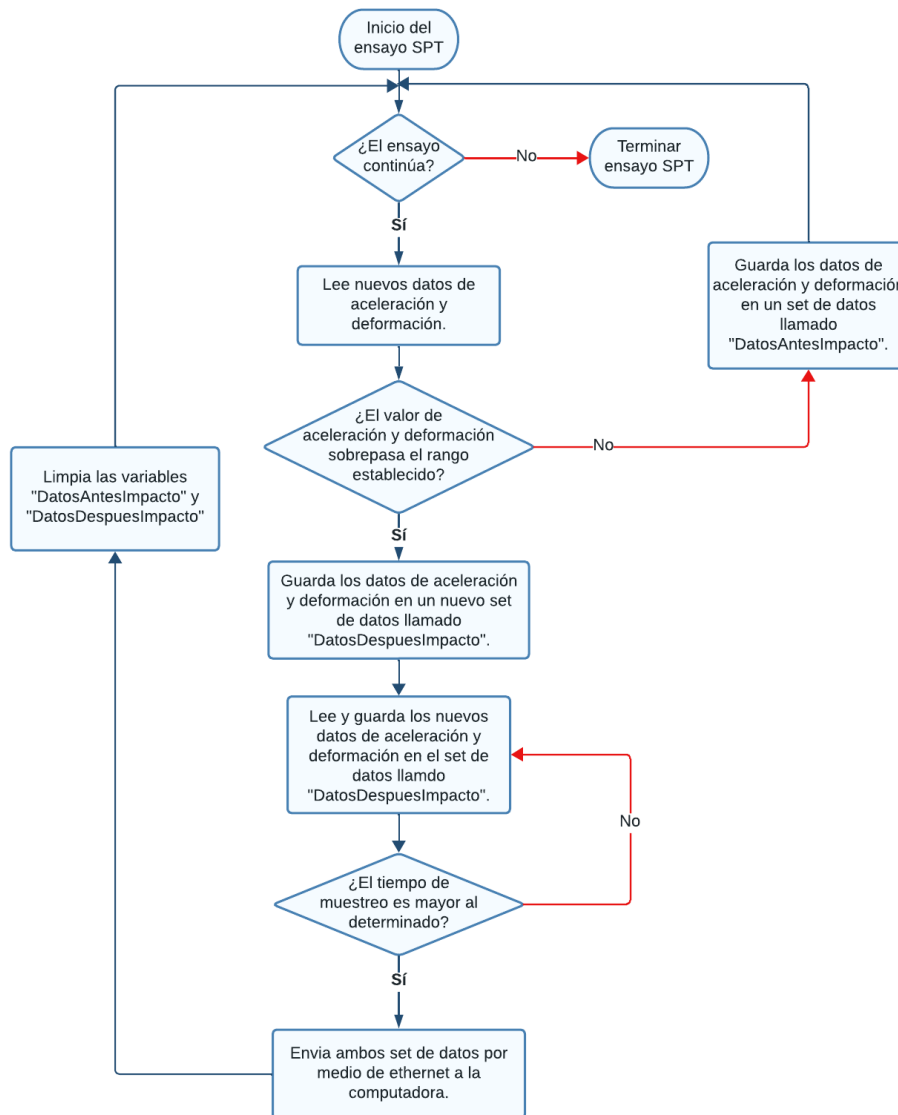 Inicio del
ensayo SPT
¿El ensayo
continúa?
No
Terminar
ensayo SPT
Sí
Lee nuevos datos de
aceleración y
deformación.
Guarda los datos de
aceleración y deformación
en un set de datos
llamado
"DatosAntesImpacto".
¿El valor de
aceleración y deformación
sobrepasa el rango
establecido?
No
Limpia las variables
"DatosAntesImpacto" y
"DatosDespuesImpacto"
Sí
Guarda los datos de aceleración
y deformación en un nuevo set
de datos llamado
"DatosDespuesImpacto".
Lee y guarda los nuevos
datos de aceleración y
deformación en el set de
datos llamdo
"DatosDespuesImpacto".
No
¿El tiempo de
muestreo es mayor al
determinado?
Sí
Envia ambos set de datos por
medio de ethernet a la
computadora.